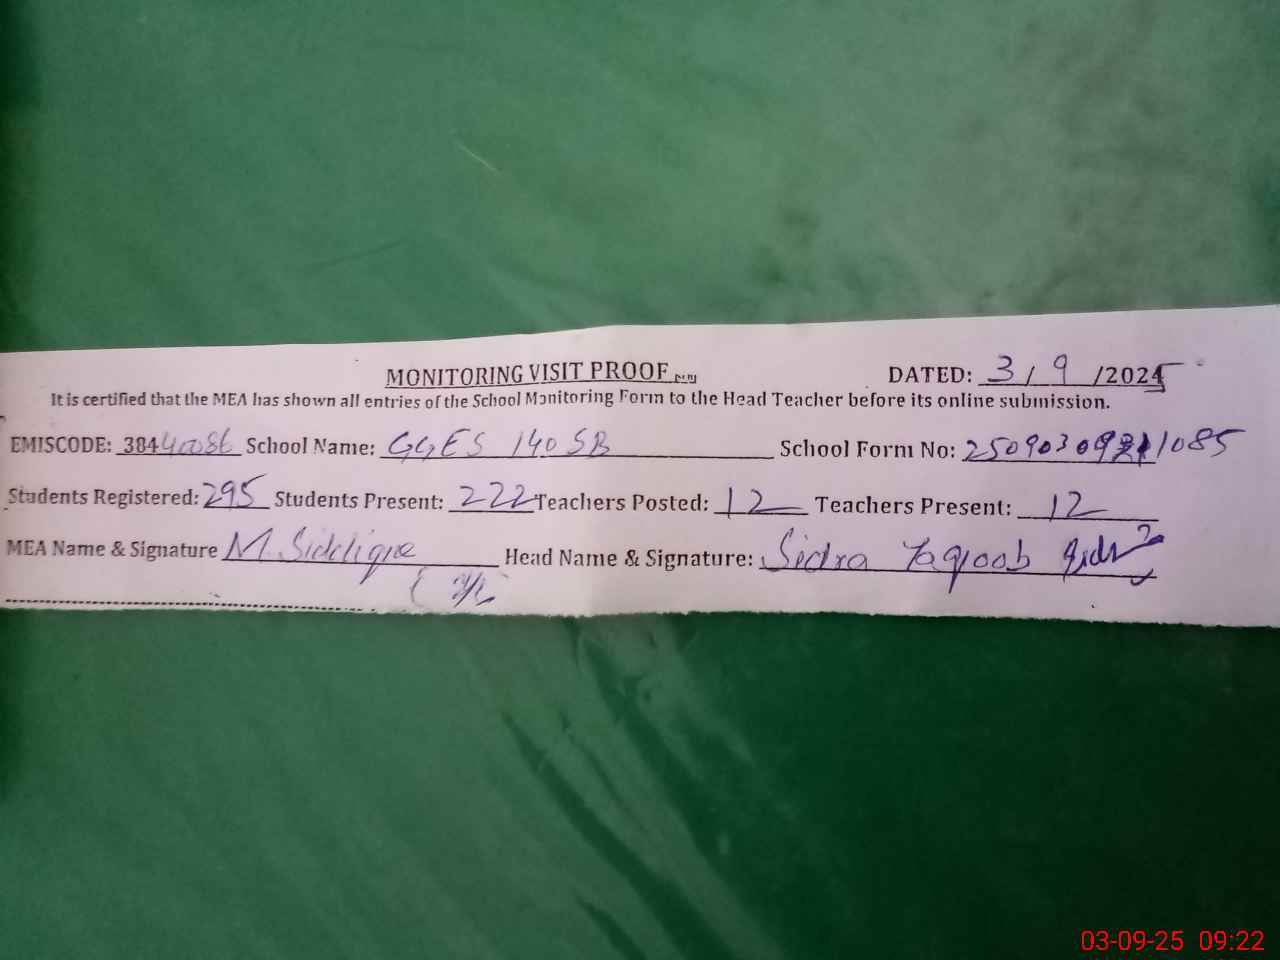 MONITORING VISIT PROOF DATED: 3/9/2025
It is certified that the MEA has shown all entries of the School Monitoring Form to the Head Teacher before its online submission.
EMISCODE: 38440086 School Name: GGES 140 SB School Form No:
Students Registered: 295 Students Present: 222 Teachers Posted: 12 Teachers Present: 12
MEA Name & Signature M. Siddique Head Name & Signature: Sidra Yaqoob
03-09-25 09:22